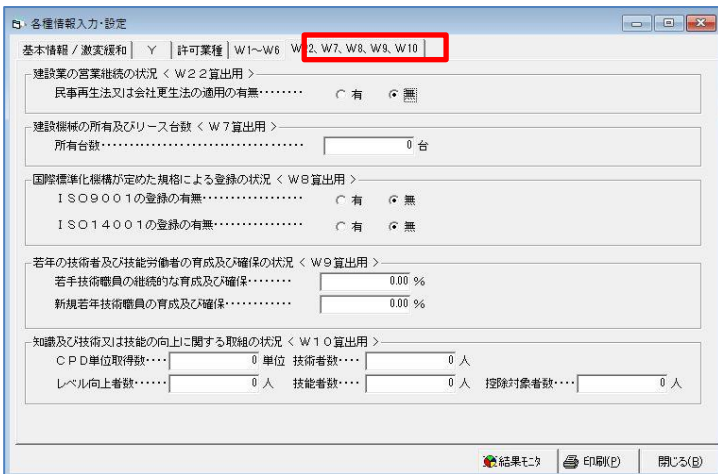 各種情報入力・設定
基本情報 / 激変緩和 Ｙ 許可業種 W1～W6 W 2、W7、W8、W9、W10
建設業の営業継続の状況 < Ｗ２２算出用 >
民事再生法又は会社更生法の適用の有無・・・・・・・・ 有 無
建設機械の所有及びリース台数 < Ｗ７算出用 >
所有台数・・・・・・・・・・・・・・・・・・・・・・・・・・・・・・・・・・ 0 台
国際標準化機構が定めた規格による登録の状況 < Ｗ８算出用 >
ＩＳＯ９００１の登録の有無・・・・・・・・・・・・・・・・ 有 無
ＩＳＯ１４００１の登録の有無・・・・・・・・・・・・・・ 有 無
若年の技術者及び技能労働者の育成及び確保の状況 < Ｗ９算出用 >
若手技術職員の継続的な育成及び確保・・・・・・・・ 0.00 %
新規若年技術職員の育成及び確保・・・・・・・・・・・ 0.00 %
知識及び技術又は技能の向上に関する取組の状況 < Ｗ１０算出用 >
ＣＰＤ単位取得数・・・・ 0 単位 技術者数・・・・ 0 人
レベル向上者数・・・・・・ 0 人 技能者数・・・・ 0 人 控除対象者数・・・・ 0 人
結果モニタ 印刷(P) 閉じる(B)